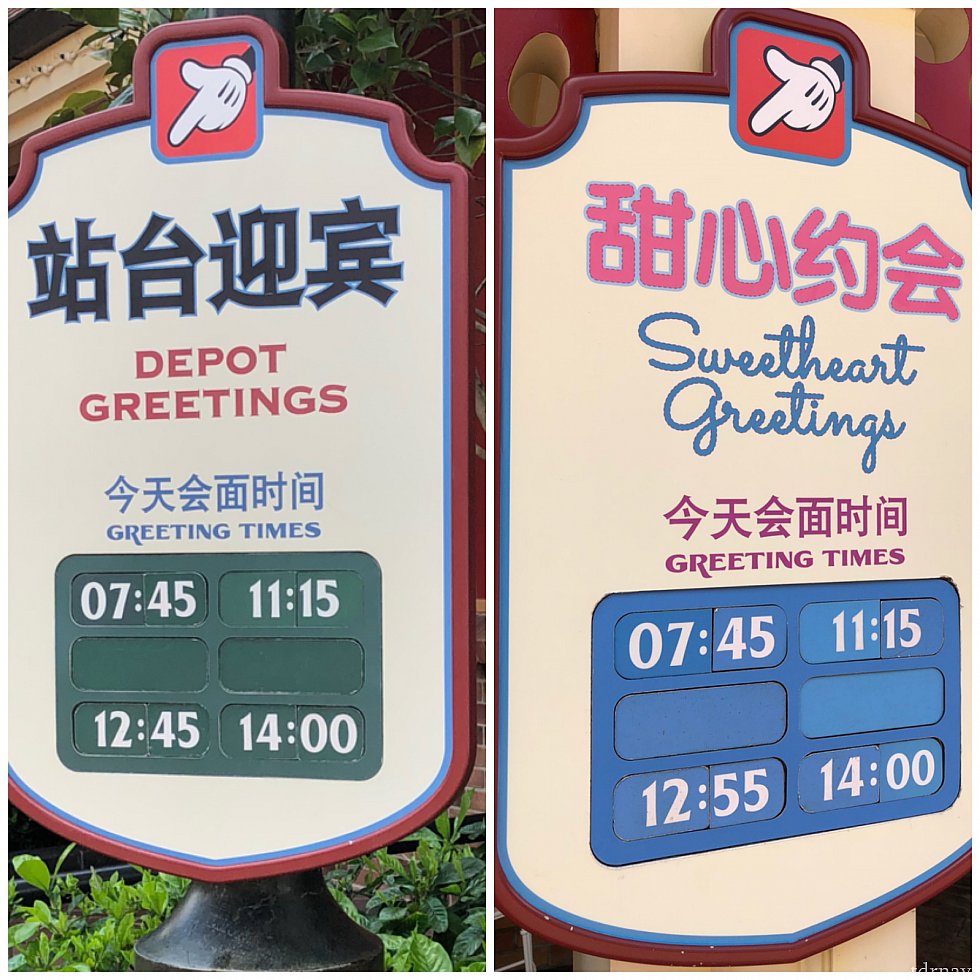 站台迎宾
DEPOT
GREETINGS
今天会面时间
GREETING TIMES
07:45 11:15
12:45 14:00
甜心约会
Sweetheart
Greetings
今天会面时间
GREETING TIMES
07:45 11:15
12:55 14:00